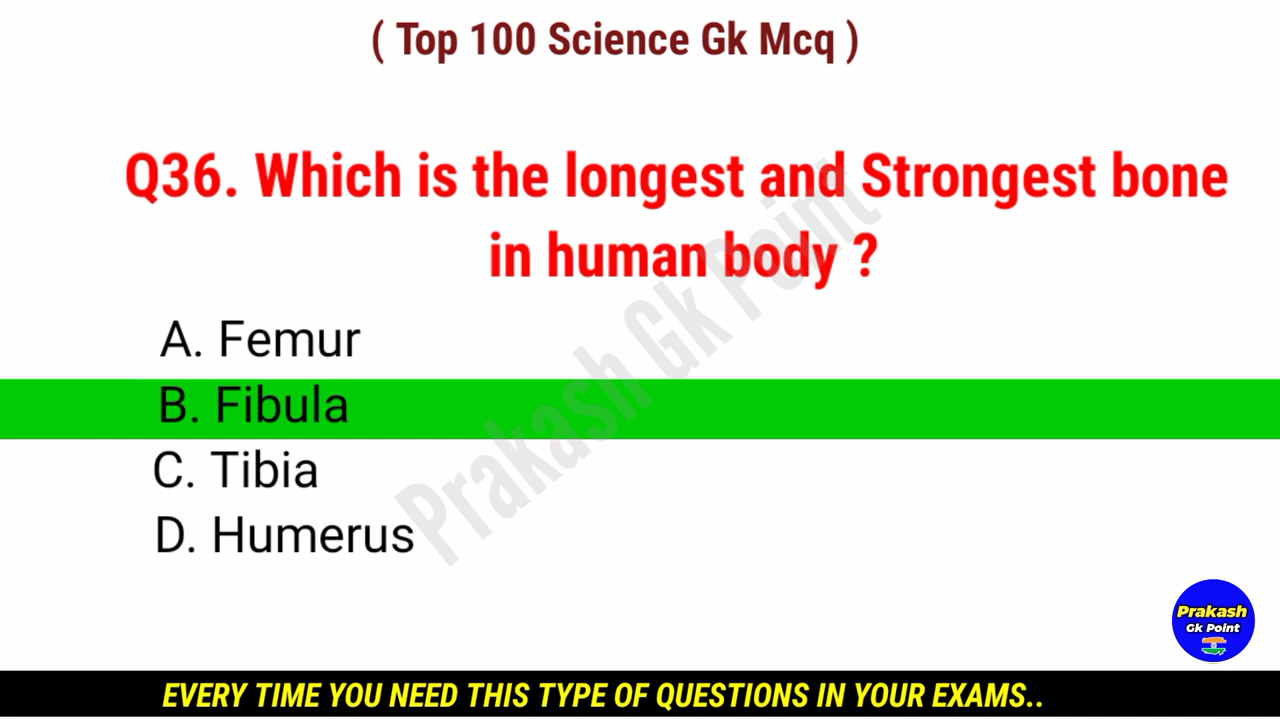 ( Top 100 Science Gk Mcq )
Q36. Which is the longest and Strongest bone
in human body ?
A. Femur
B. Fibula
C. Tibia
D. Humerus
Prakash Gk Point
Prakash
Gk Point
EVERY TIME YOU NEED THIS TYPE OF QUESTIONS IN YOUR EXAMS..